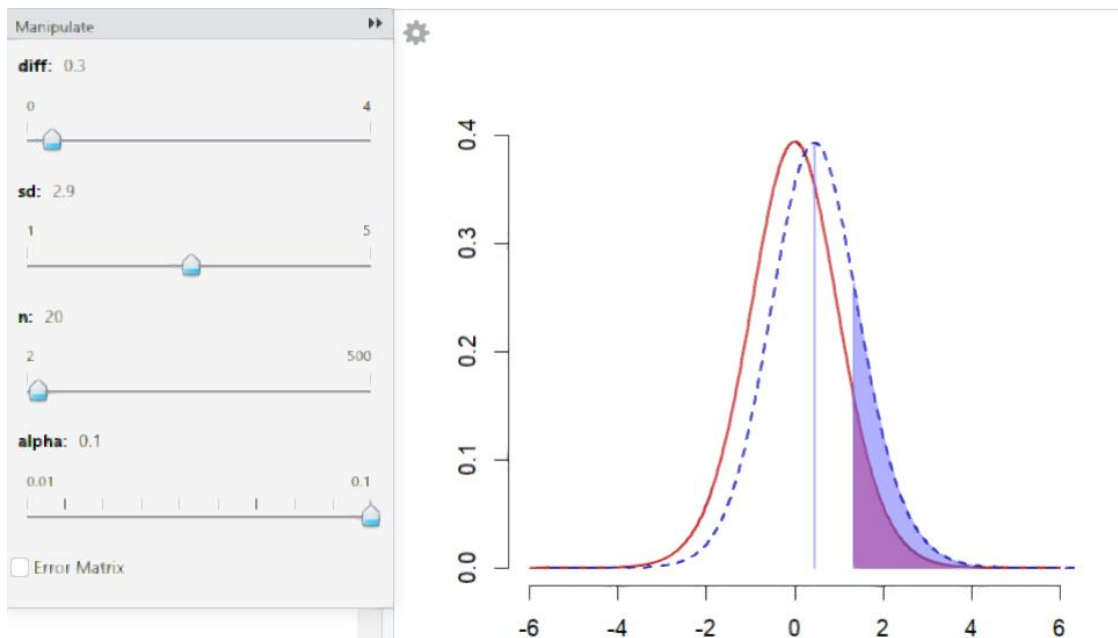 Manipulate
diff: 0.3
0 4
sd: 2.9
1 5
n: 20
2 500
alpha: 0.1
0.01 0.1
Error Matrix
0.4
0.3
0.2
0.1
0.0
-6 -4 -2 0 2 4 6